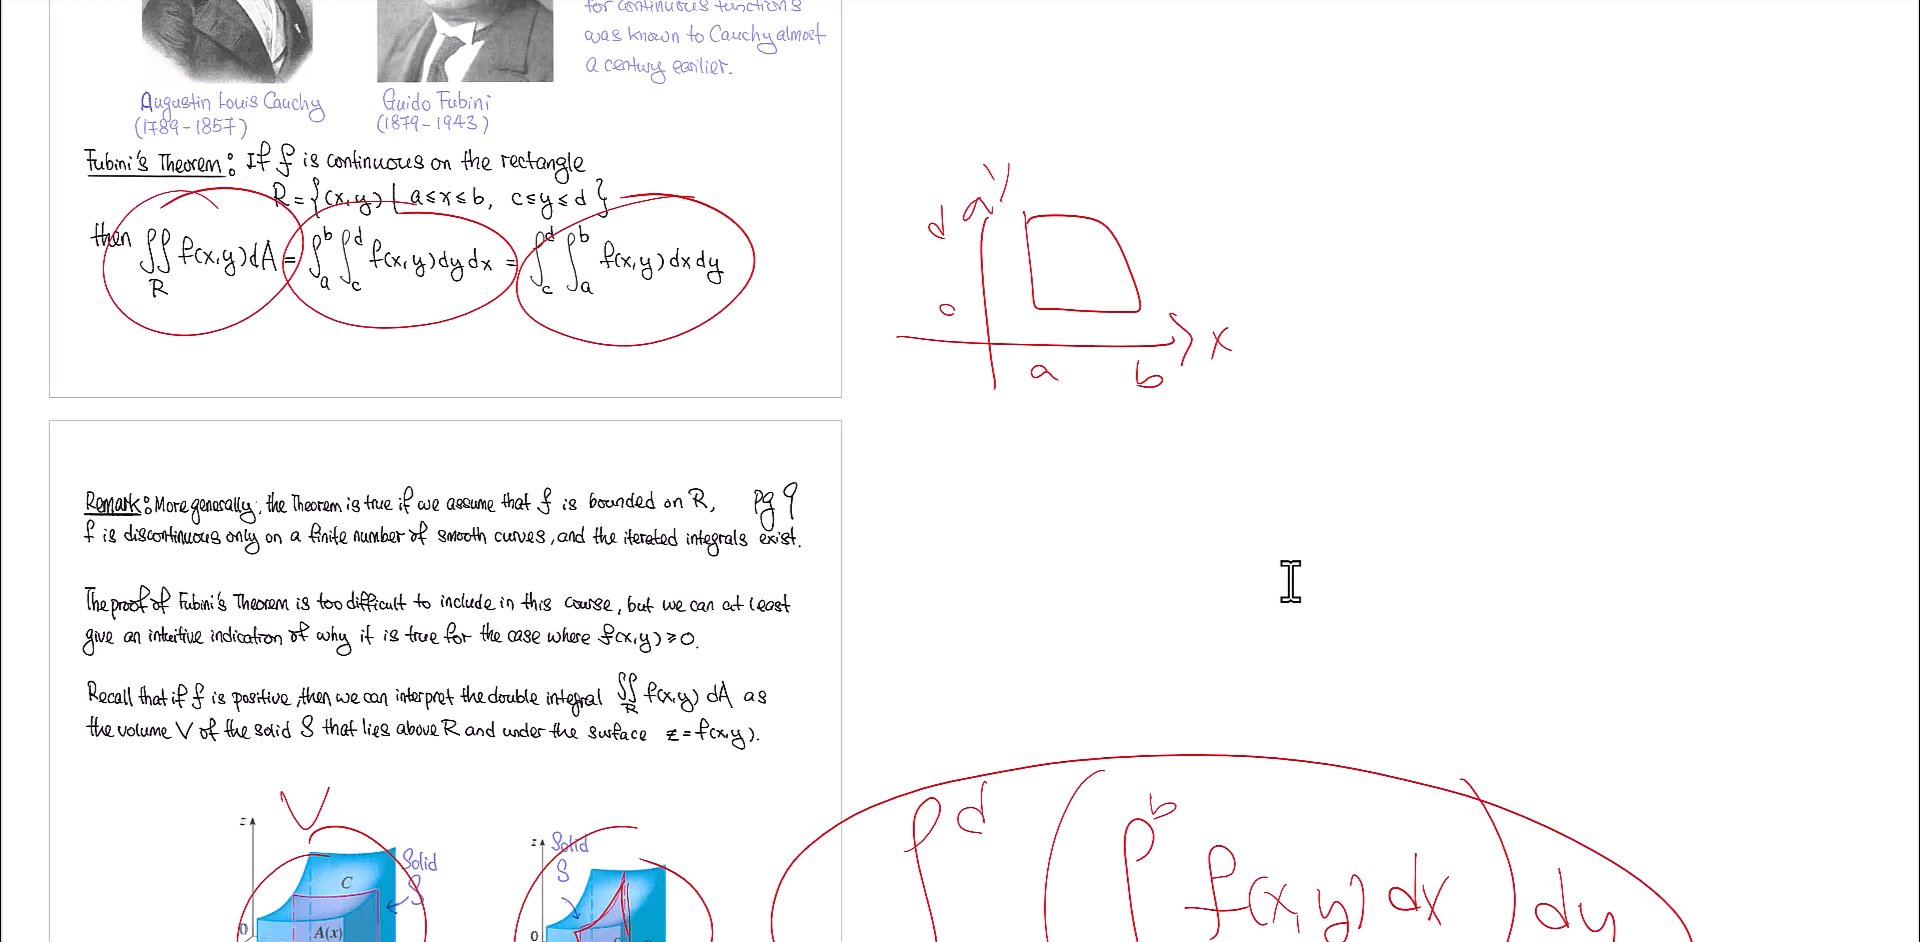 for continuous functions
was known to Cauchy almost
a century earlier.
Augustin Louis Cauchy
(1789-1857)
Guido Fubini
(1879-1943)
Fubini's Theorem: If f is continuous on the rectangle
R={(x,y) | a≤x≤b, c≤y≤d}
then ∬_R f(x,y)dA = ∫_a^b ∫_c^d f(x,y)dydx = ∫_c^d ∫_a^b f(x,y)dxdy
y
d
a
x
a
b
Remark: More generally, the Theorem is true if we assume that f is bounded on R,
pg 9
f is discontinuous only on a finite number of smooth curves, and the iterated integrals exist.
The proof of Fubini's Theorem is too difficult to include in this course, but we can at least
give an intuitive indication of why it is true for the case where f(x,y)≥0.
Recall that if f is positive, then we can interpret the double integral ∬_R f(x,y) dA as
the volume V of the solid S that lies above R and under the surface z=f(x,y).
V
z
Solid
S
C
A(x)
0
z
Solid
S
0
∫^d ( ∫^b f(x,y) dx ) dy